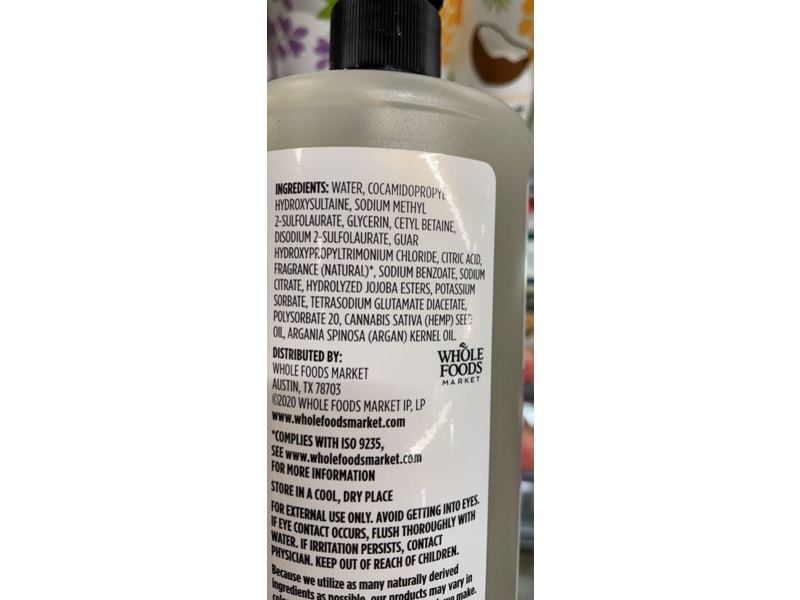 INGREDIENTS: WATER, COCAMIDOPROPYL
HYDROXYSULTAINE, SODIUM METHYL
2-SULFOLAURATE, GLYCERIN, CETYL BETAINE,
DISODIUM 2-SULFOLAURATE, GUAR
HYDROXYPROPYLTRIMONIUM CHLORIDE, CITRIC ACID,
FRAGRANCE (NATURAL)*, SODIUM BENZOATE, SODIUM
CITRATE, HYDROLYZED JOJOBA ESTERS, POTASSIUM
SORBATE, TETRASODIUM GLUTAMATE DIACETATE,
POLYSORBATE 20, CANNABIS SATIVA (HEMP) SEED
OIL, ARGANIA SPINOSA (ARGAN) KERNEL OIL.
DISTRIBUTED BY:
WHOLE FOODS MARKET
AUSTIN, TX 78703
©2020 WHOLE FOODS MARKET IP, LP
www.wholefoodsmarket.com
WHOLE
FOODS
MARKET
*COMPLIES WITH ISO 9235,
SEE www.wholefoodsmarket.com
FOR MORE INFORMATION
STORE IN A COOL, DRY PLACE
FOR EXTERNAL USE ONLY. AVOID GETTING INTO EYES.
IF EYE CONTACT OCCURS, FLUSH THOROUGHLY WITH
WATER. IF IRRITATION PERSISTS, CONTACT
PHYSICIAN. KEEP OUT OF REACH OF CHILDREN.
Because we utilize as many naturally derived
ingredients as possible, our products may vary in
we make.